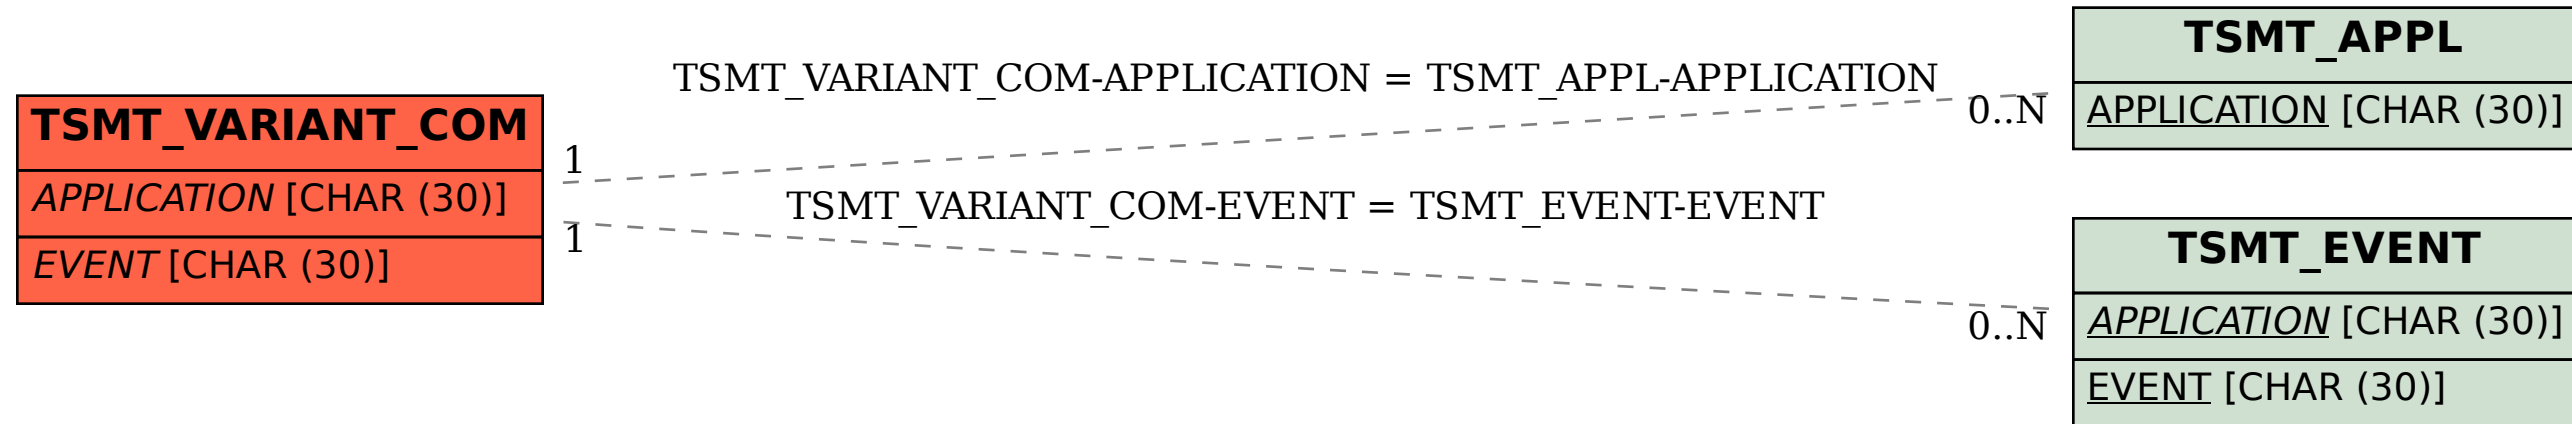 TSMT_VARIANT_COM
APPLICATION [CHAR (30)]
EVENT [CHAR (30)]
TSMT_VARIANT_COM-APPLICATION = TSMT_APPL-APPLICATION
1
0..N
TSMT_VARIANT_COM-EVENT = TSMT_EVENT-EVENT
1
0..N
TSMT_APPL
APPLICATION [CHAR (30)]
TSMT_EVENT
APPLICATION [CHAR (30)]
EVENT [CHAR (30)]